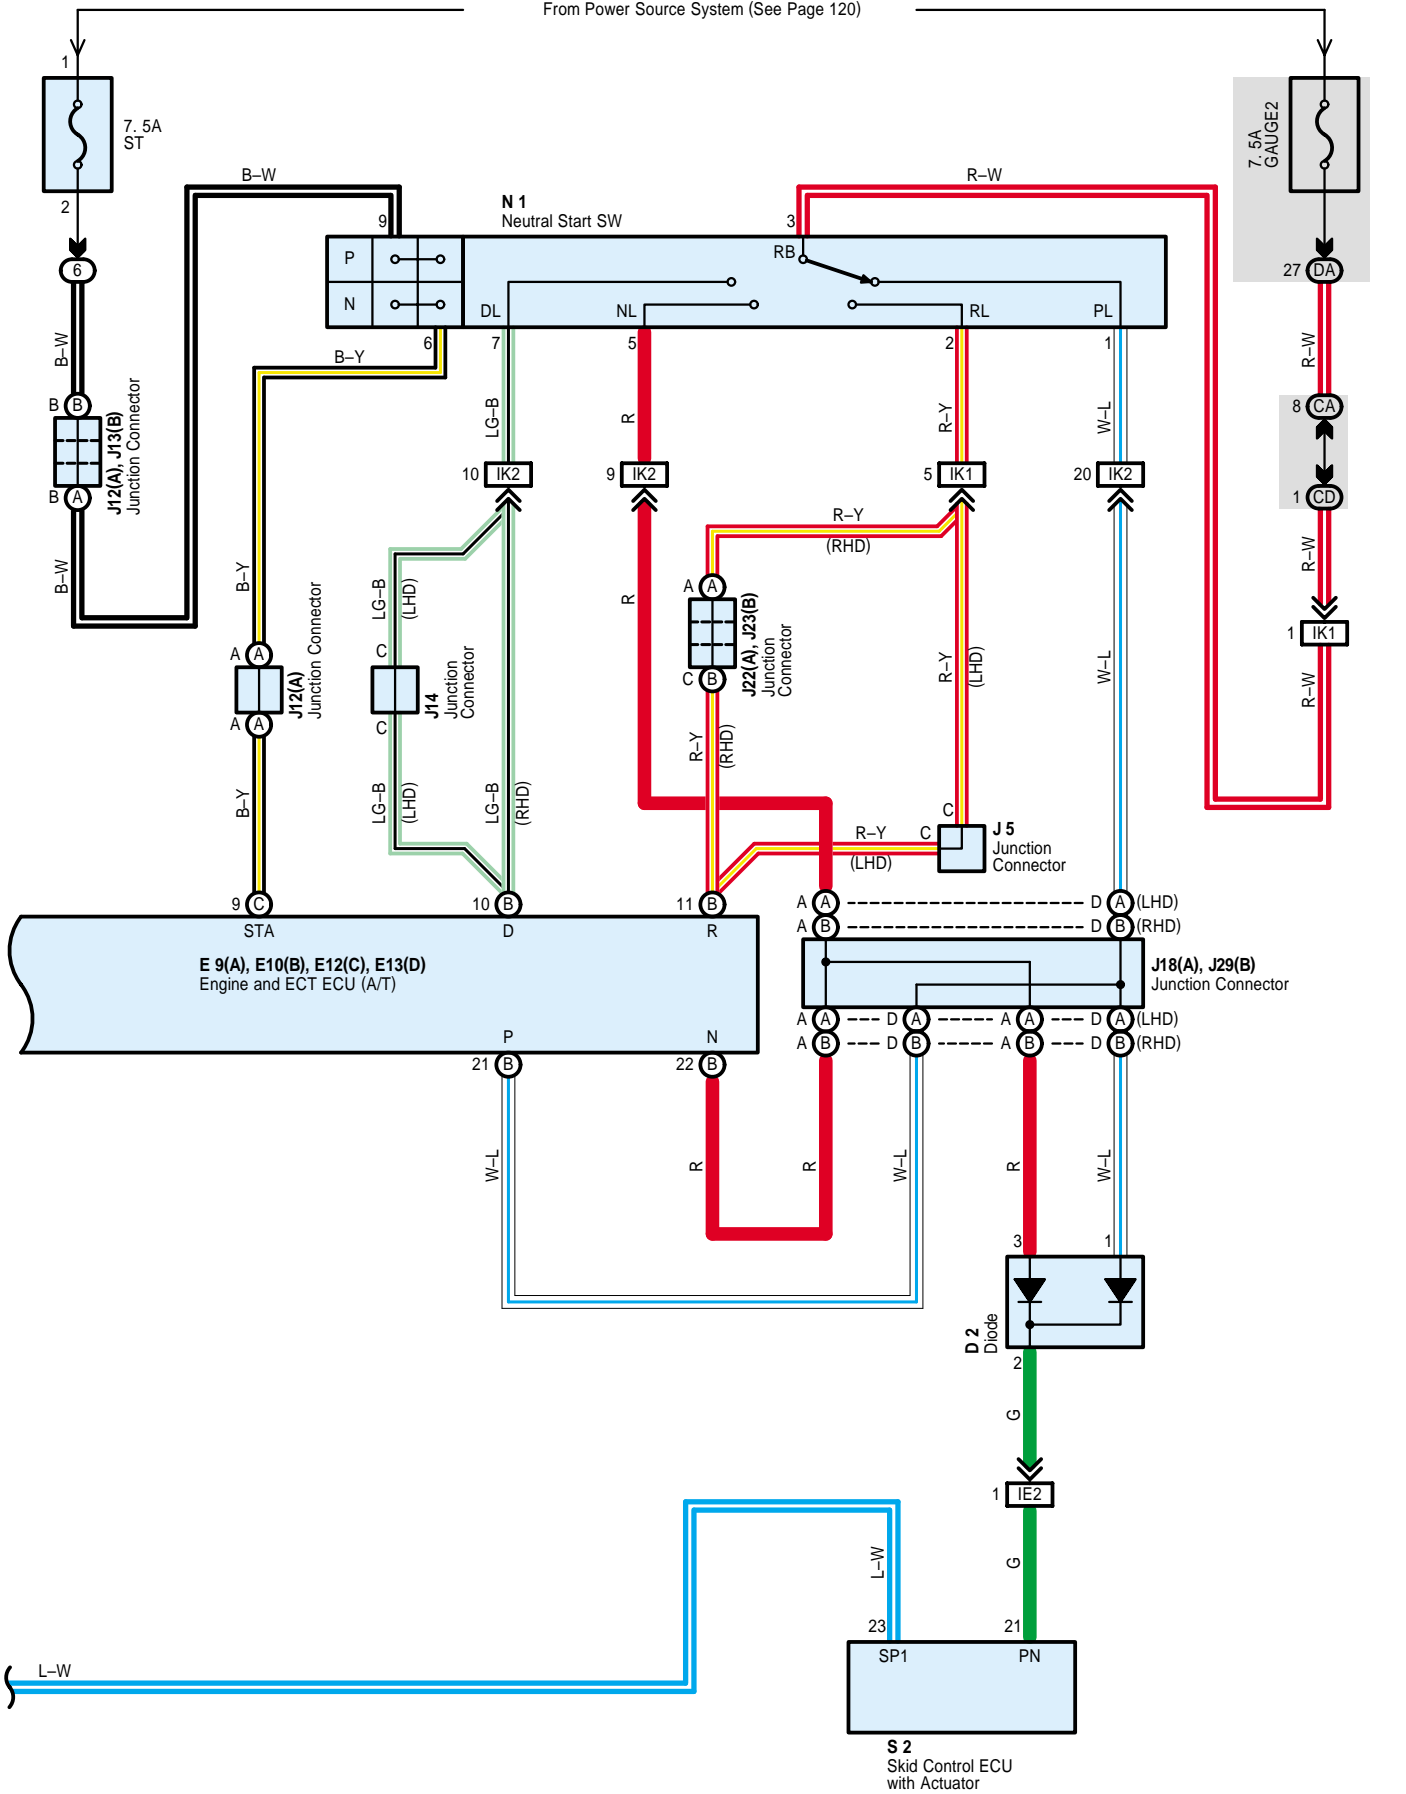 From Power Source System (See Page 120)
1
7. 5A
ST
2
6
B–W
B B
J12(A), J13(B)
Junction Connector
B A
B–W
B–W
9
N 1
Neutral Start SW
3
R–W
7. 5A
GAUGE2
27 DA
R–W
8 CA
1 CD
R–W
1 IK1
R–W
P
N
RB
DL
NL
RL
PL
6
7
5
2
1
B–Y
LG–B
R
R–Y
W–L
10 IK2
9 IK2
5 IK1
20 IK2
R–Y
(RHD)
B–Y
LG–B
(LHD)
R
A A
J22(A), J23(B)
Junction
Connector
C B
R–Y
(LHD)
W–L
A A
J12(A)
Junction Connector
A A
C
J14
Junction
Connector
C
R–Y
(RHD)
B–Y
LG–B
(LHD)
LG–B
(RHD)
R–Y
(LHD)
C
C
J 5
Junction
Connector
9 C
10 B
11 B
A A
D A (LHD)
A B
D B (RHD)
STA
D
R
E 9(A), E10(B), E12(C), E13(D)
Engine and ECT ECU (A/T)
J18(A), J29(B)
Junction Connector
P
N
A A D A A A D A (LHD)
A B D B A B D B (RHD)
21 B
22 B
W–L
R
R
W–L
R
W–L
3
1
D 2
Diode
2
G
1 IE2
G
L–W
23
21
SP1
PN
L–W
S 2
Skid Control ECU
with Actuator